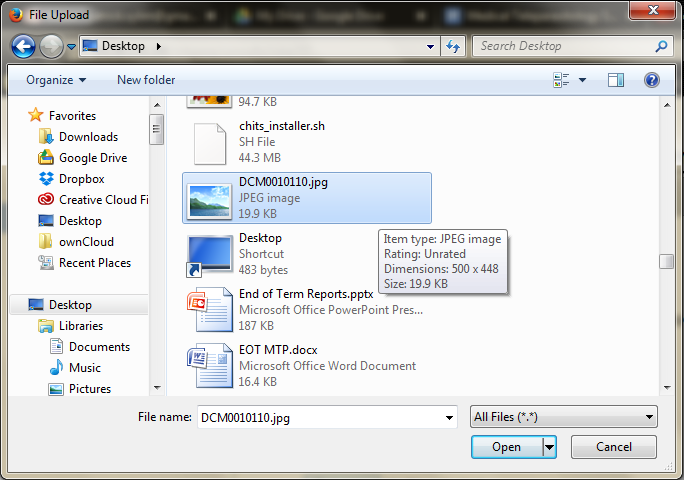 File Upload
Desktop
Search Desktop
Organize
New folder
Favorites
Downloads
Google Drive
Dropbox
Creative Cloud Fi
Desktop
ownCloud
Recent Places
Desktop
Libraries
Documents
Music
Pictures
94.7 KB
chits_installer.sh
SH File
44.3 MB
DCM0010110.jpg
JPEG image
19.9 KB
Desktop
Shortcut
483 bytes
Item type: JPEG image
Rating: Unrated
Dimensions: 500 x 448
Size: 19.9 KB
End of Term Reports.pptx
Microsoft Office PowerPoint Pres...
187 KB
EOT MTP.docx
Microsoft Office Word Document
16.4 KB
File name: DCM0010110.jpg
All Files (*.*)
Open
Cancel